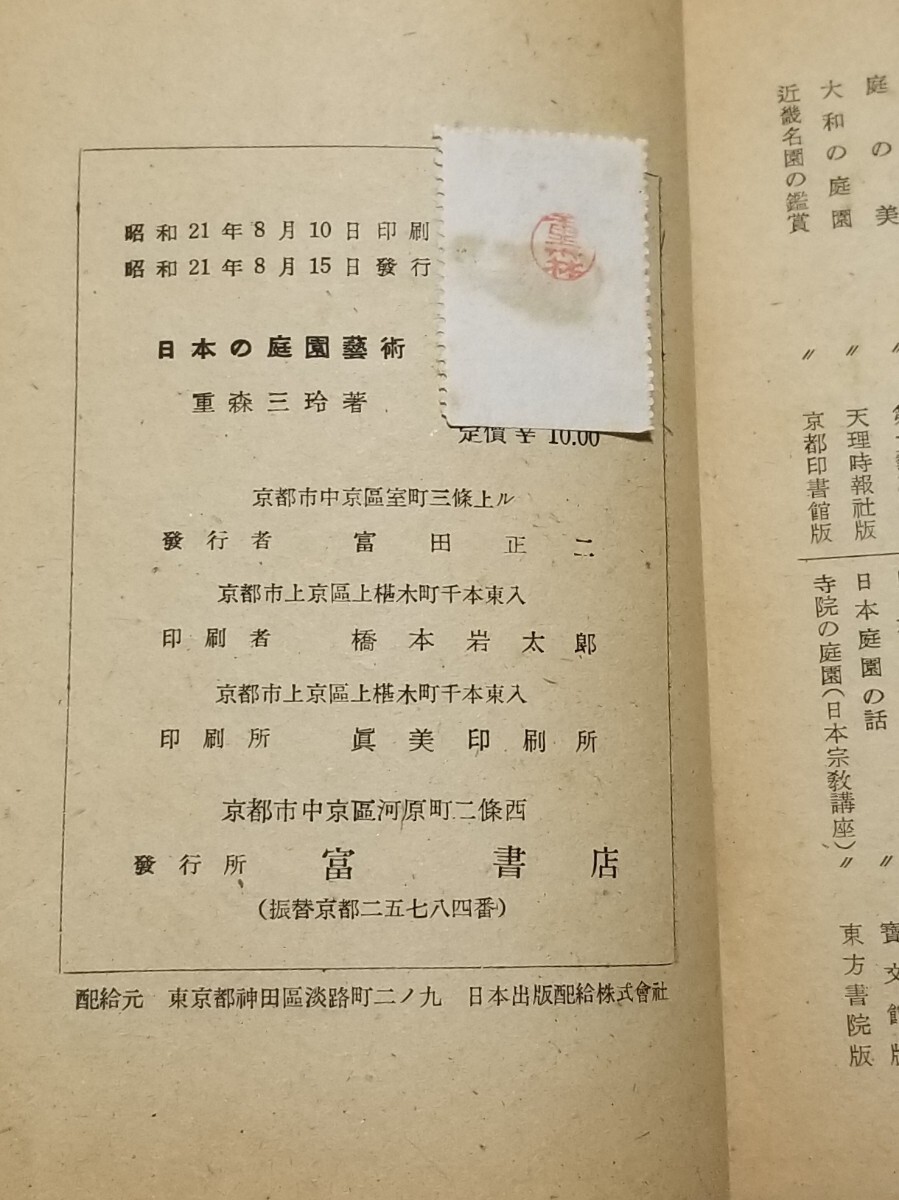 昭和21年8月10日印刷
昭和21年8月15日發行
日本の庭園藝術
重森三玲著
定價¥10.00
重森
京都市中京區室町三條上ル
發行者 富田正二
京都市上京區上椹木町千本東入
印刷者 橋本岩太郎
京都市上京區上椹木町千本東入
印刷所 眞美印刷所
京都市中京區河原町二條西
發行所 富書店
(振替京都二五七八四番)
配給元 東京都神田區淡路町二ノ九 日本出版配給株式會社
庭の美 〃
大和の庭園 〃 天理時報社版
近畿名園の鑑賞 〃 京都印書館版
寶文館版
日本庭園の話 〃
寺院の庭園(日本宗教講座) 〃 東方書院版